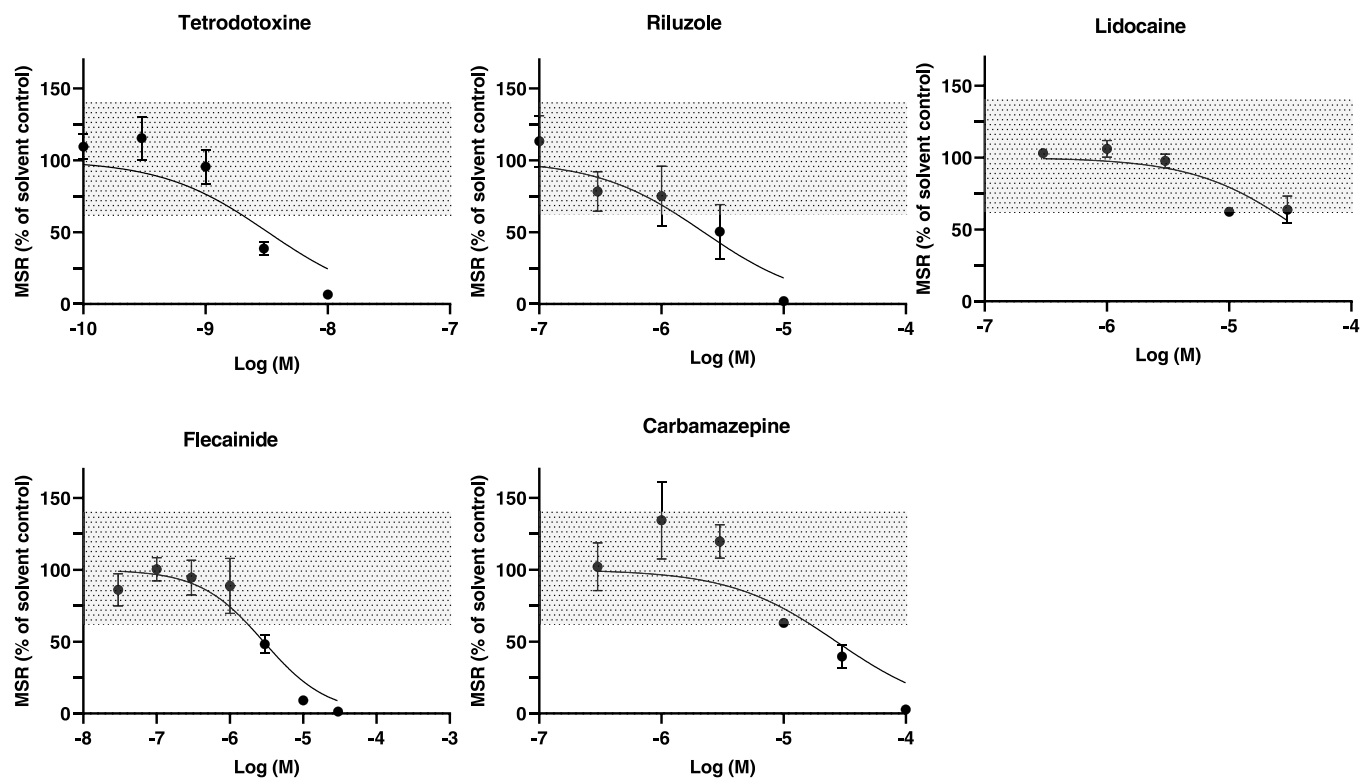 Tetrodotoxine
MSR (% of solvent control)
150
100
50
0
-10
-9
-8
-7
Log (M)
Riluzole
MSR (% of solvent control)
150
100
50
0
-7
-6
-5
-4
Log (M)
Lidocaine
MSR (% of solvent control)
150
100
50
0
-7
-6
-5
-4
Log (M)
Flecainide
MSR (% of solvent control)
150
100
50
0
-8
-7
-6
-5
-4
-3
Log (M)
Carbamazepine
MSR (% of solvent control)
150
100
50
0
-7
-6
-5
-4
Log (M)